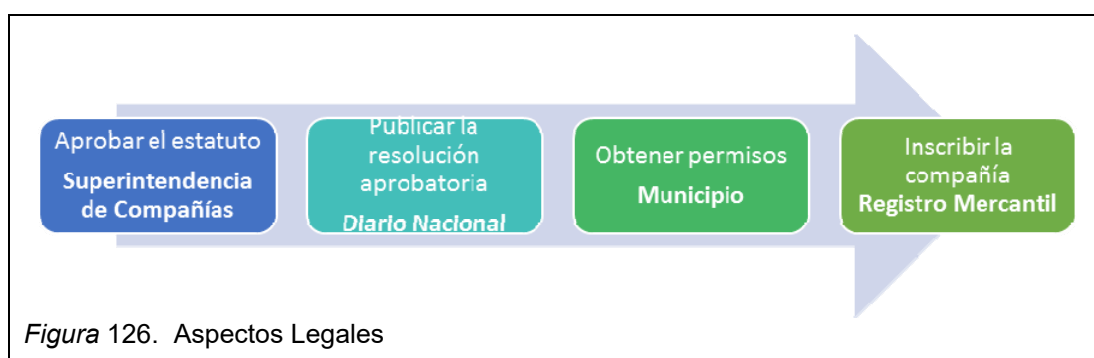 Aprobar el estatuto
Superintendencia
de Compañías
Publicar la
resolución
aprobatoria
Diario Nacional
Obtener permisos
Municipio
Inscribir la
compañía
Registro Mercantil
Figura 126. Aspectos Legales